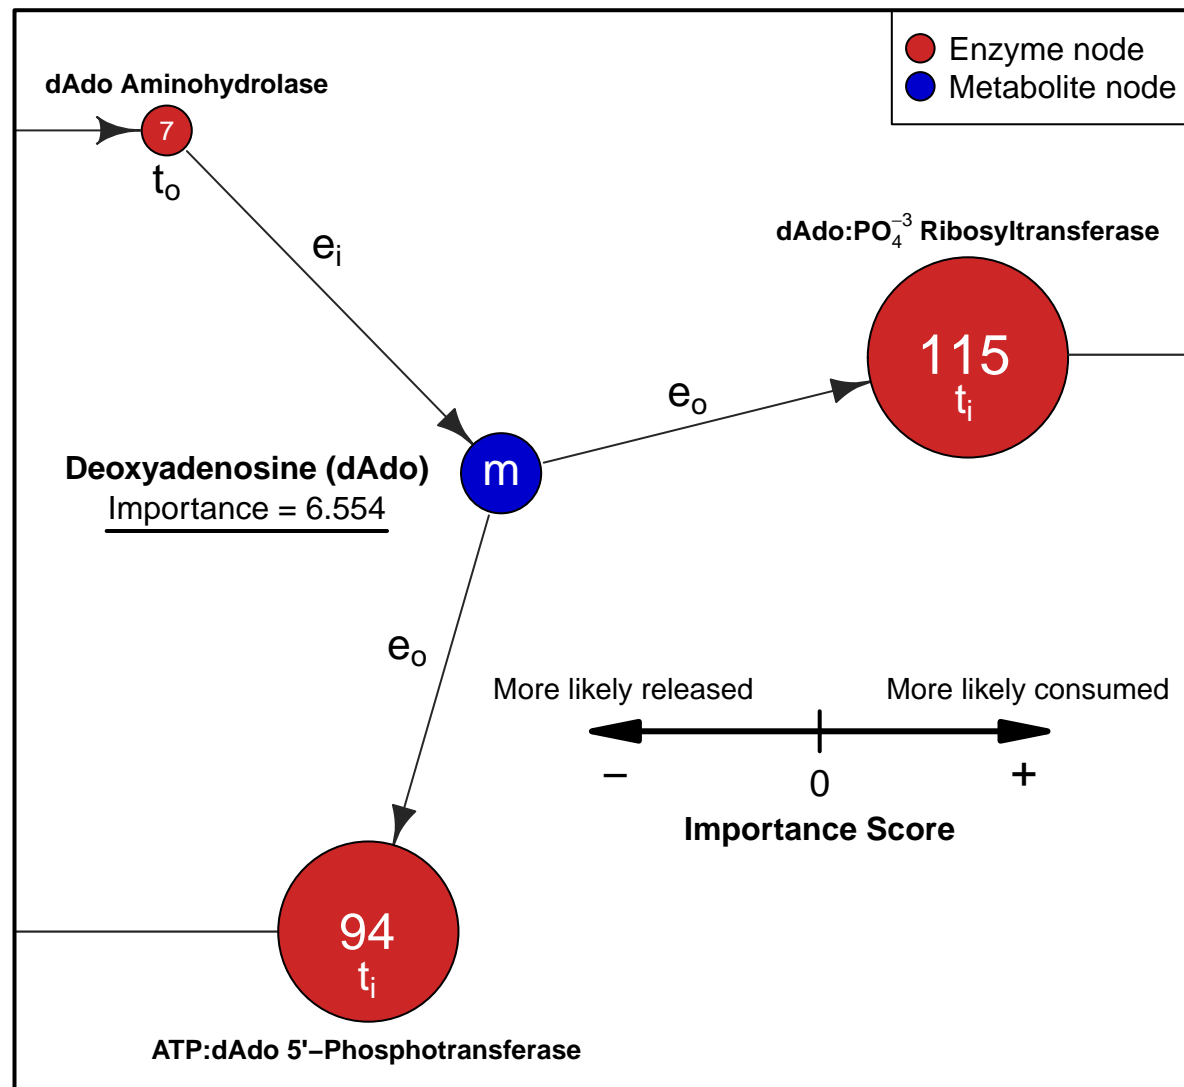 Enzyme node
Metabolite node
dAdo Aminohydrolase
7
tₒ
eᵢ
dAdo:PO₄⁻³ Ribosyltransferase
115
tᵢ
eₒ
m
Deoxyadenosine (dAdo)
Importance = 6.554
eₒ
More likely released
More likely consumed
−
0
+
Importance Score
94
tᵢ
ATP:dAdo 5'−Phosphotransferase